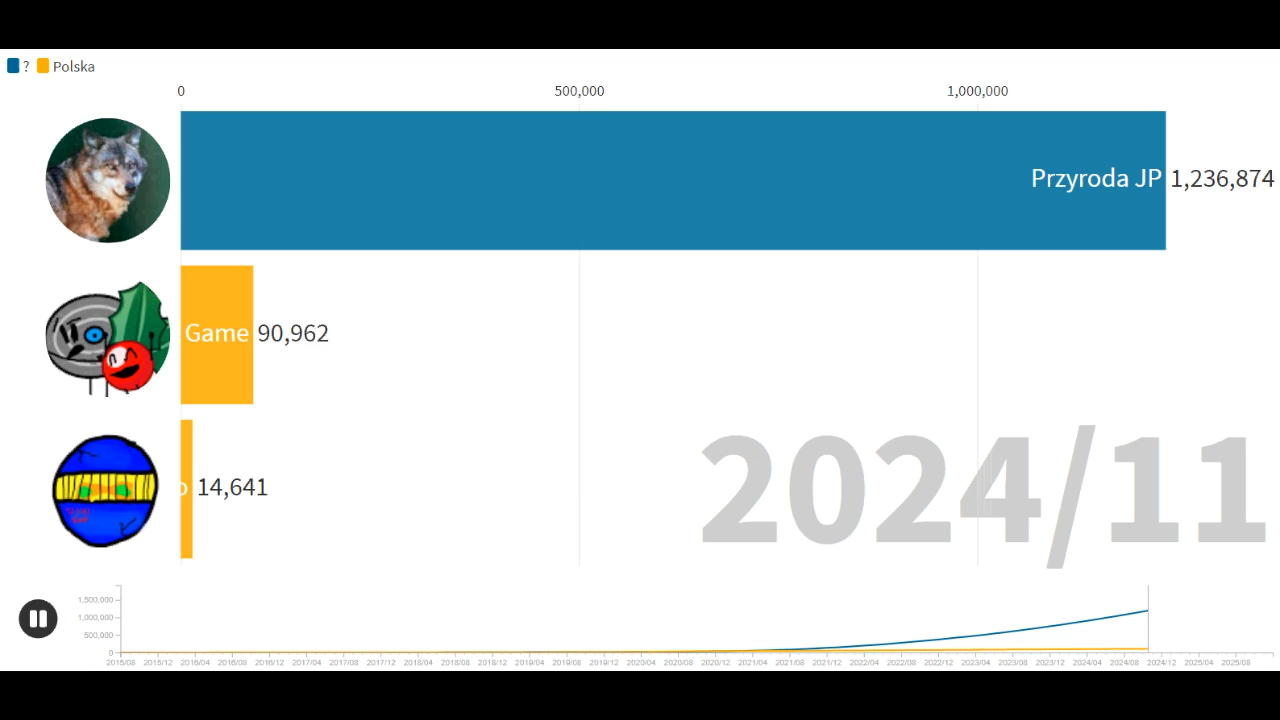 ? Polska
0 500,000 1,000,000
Przyroda JP 1,236,874
Game 90,962
o 14,641
2024/11
1,500,000
1,000,000
500,000
0
2015/08 2015/12 2016/04 2016/08 2016/12 2017/04 2017/08 2017/12 2018/04 2018/08 2018/12 2019/04 2019/08 2019/12 2020/04 2020/08 2020/12 2021/04 2021/08 2021/12 2022/04 2022/08 2022/12 2023/04 2023/08 2023/12 2024/04 2024/08 2024/12 2025/04 2025/08